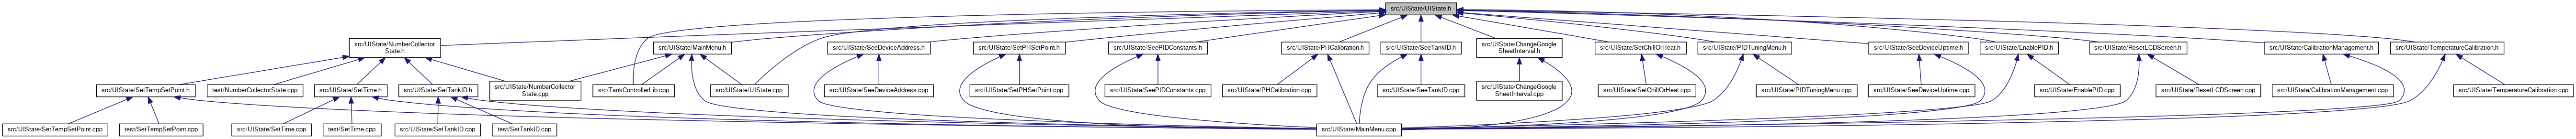 src/UIState/UIState.h
src/UIState/NumberCollector
State.h
src/UIState/MainMenu.h
src/UIState/SeeDeviceAddress.h
src/UIState/SetPHSetPoint.h
src/UIState/SeePIDConstants.h
src/UIState/PHCalibration.h
src/UIState/SeeTankID.h
src/UIState/ChangeGoogle
SheetInterval.h
src/UIState/SetChillOrHeat.h
src/UIState/PIDTuningMenu.h
src/UIState/SeeDeviceUptime.h
src/UIState/EnablePID.h
src/UIState/ResetLCDScreen.h
src/UIState/CalibrationManagement.h
src/UIState/TemperatureCalibration.h
src/UIState/SetTempSetPoint.h
test/NumberCollectorState.cpp
src/UIState/SetTime.h
src/UIState/SetTankID.h
src/UIState/NumberCollector
State.cpp
src/TankControllerLib.cpp
src/UIState/UIState.cpp
src/UIState/SeeDeviceAddress.cpp
src/UIState/SetPHSetPoint.cpp
src/UIState/SeePIDConstants.cpp
src/UIState/PHCalibration.cpp
src/UIState/SeeTankID.cpp
src/UIState/ChangeGoogle
SheetInterval.cpp
src/UIState/SetChillOrHeat.cpp
src/UIState/PIDTuningMenu.cpp
src/UIState/SeeDeviceUptime.cpp
src/UIState/EnablePID.cpp
src/UIState/ResetLCDScreen.cpp
src/UIState/CalibrationManagement.cpp
src/UIState/TemperatureCalibration.cpp
src/UIState/SetTempSetPoint.cpp
test/SetTempSetPoint.cpp
src/UIState/SetTime.cpp
test/SetTime.cpp
src/UIState/SetTankID.cpp
test/SetTankID.cpp
src/UIState/MainMenu.cpp